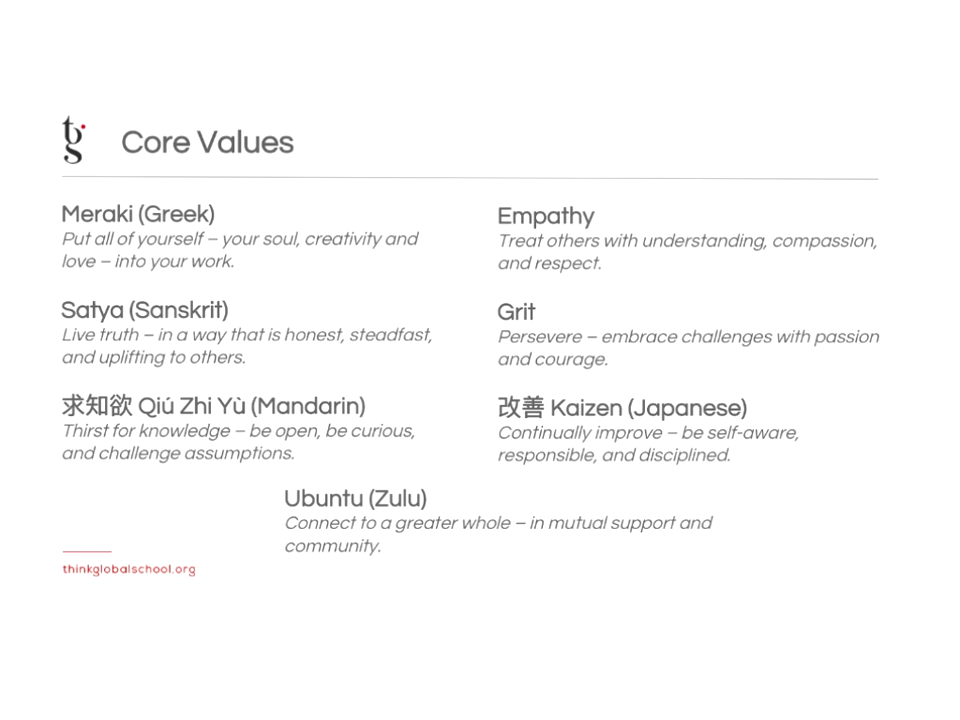 tgs
Core Values
Meraki (Greek)
Put all of yourself – your soul, creativity and
love – into your work.
Satya (Sanskrit)
Live truth – in a way that is honest, steadfast,
and uplifting to others.
求知欲 Qiú Zhi Yù (Mandarin)
Thirst for knowledge – be open, be curious,
and challenge assumptions.
Empathy
Treat others with understanding, compassion,
and respect.
Grit
Persevere – embrace challenges with passion
and courage.
改善 Kaizen (Japanese)
Continually improve – be self-aware,
responsible, and disciplined.
Ubuntu (Zulu)
Connect to a greater whole – in mutual support and
community.
thinkglobalschool.org